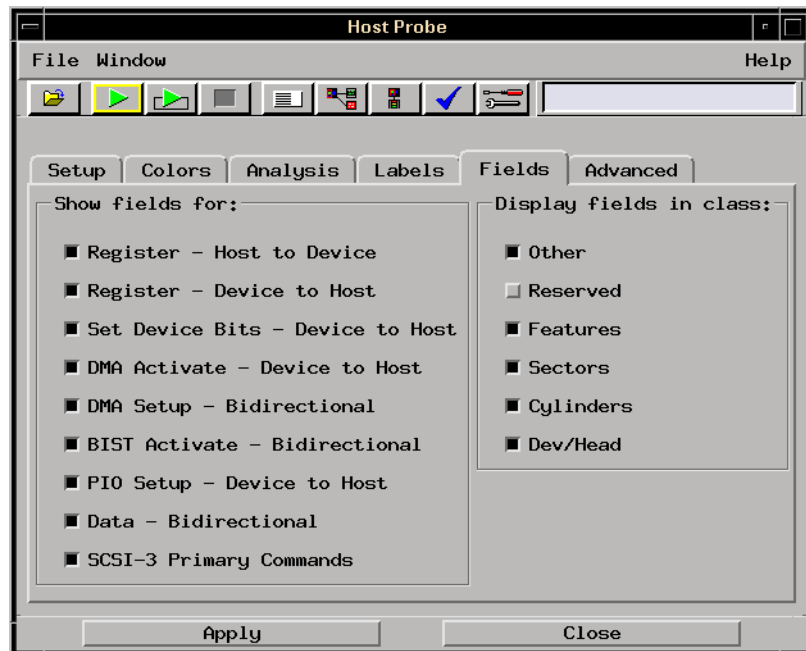 Host Probe
File Window Help
Setup Colors Analysis Labels Fields Advanced
Show fields for:
Register - Host to Device
Register - Device to Host
Set Device Bits - Device to Host
DMA Activate - Device to Host
DMA Setup - Bidirectional
BIST Activate - Bidirectional
PIO Setup - Device to Host
Data - Bidirectional
SCSI-3 Primary Commands
Display fields in class:
Other
Reserved
Features
Sectors
Cylinders
Dev/Head
Apply Close